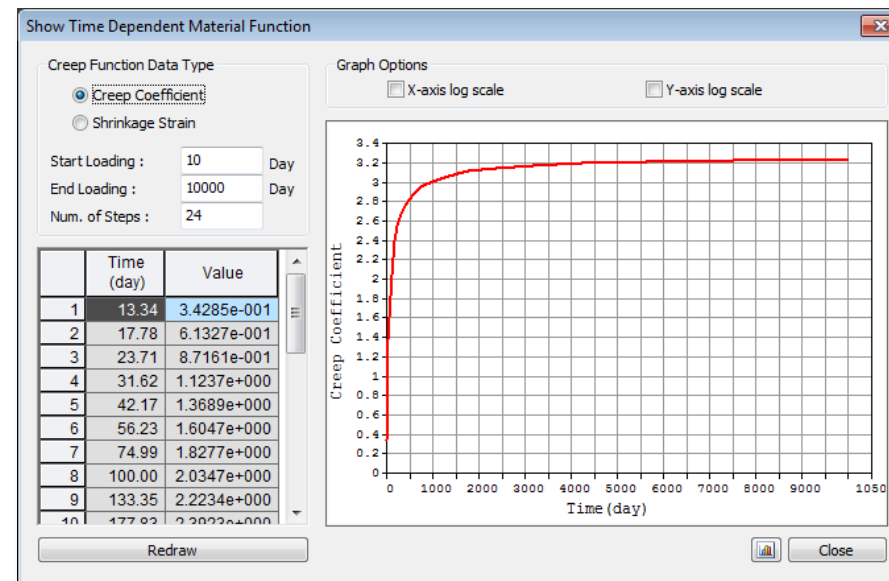 Show Time Dependent Material Function
Creep Function Data Type
Creep Coefficient
Shrinkage Strain
Start Loading : 10 Day
End Loading : 10000 Day
Num. of Steps : 24
Time (day) Value
1 13.34 3.4285e-001
2 17.78 6.1327e-001
3 23.71 8.7161e-001
4 31.62 1.1237e+000
5 42.17 1.3689e+000
6 56.23 1.6047e+000
7 74.99 1.8277e+000
8 100.00 2.0347e+000
9 133.35 2.2234e+000
10 177.83 2.3923e+000
Redraw
Graph Options
X-axis log scale
Y-axis log scale
3.4
3.2
3
2.8
2.6
2.4
2.2
2
1.8
1.6
1.4
1.2
1
0.8
0.6
0.4
0.2
0
Creep Coefficient
0 1000 2000 3000 4000 5000 6000 7000 8000 9000 1050
Time(day)
Close